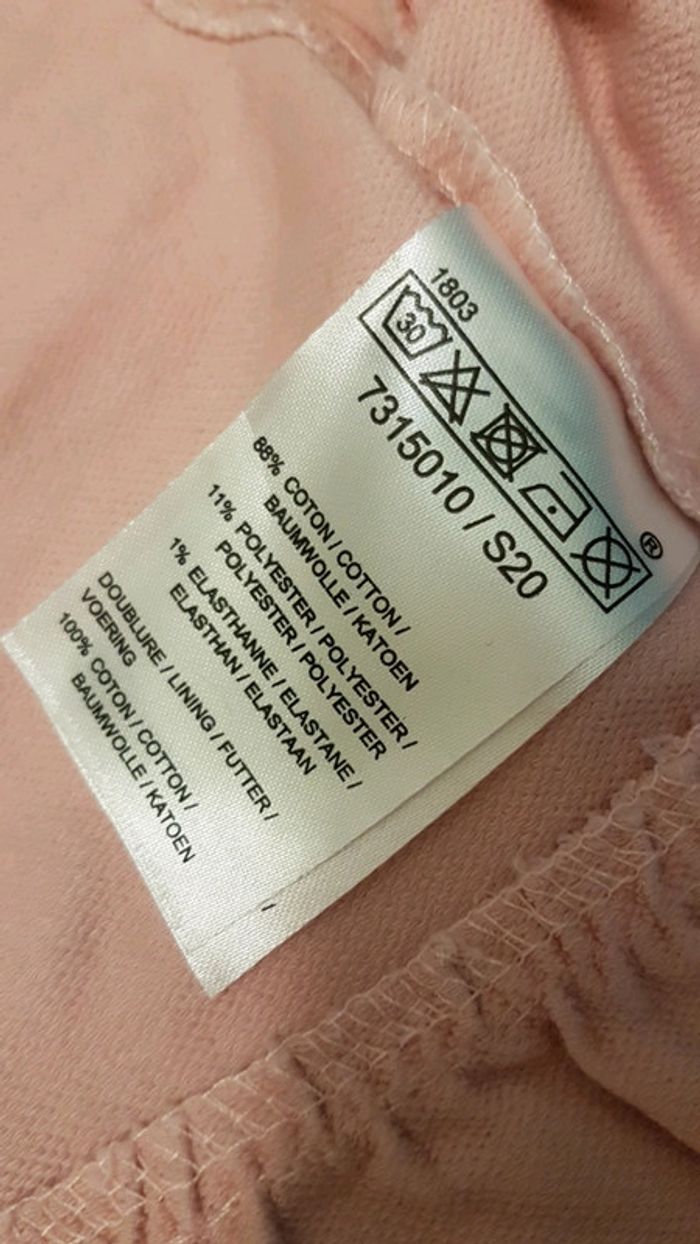 1803
30
®
7315010 / S20
88% COTON / COTTON /
BAUMWOLLE / KATOEN
11% POLYESTER / POLYESTER /
POLYESTER / POLYESTER
1% ELASTHANNE / ELASTANE /
ELASTHAN / ELASTAAN
DOUBLURE / LINING / FUTTER /
VOERING
100% COTON / COTTON /
BAUMWOLLE / KATOEN